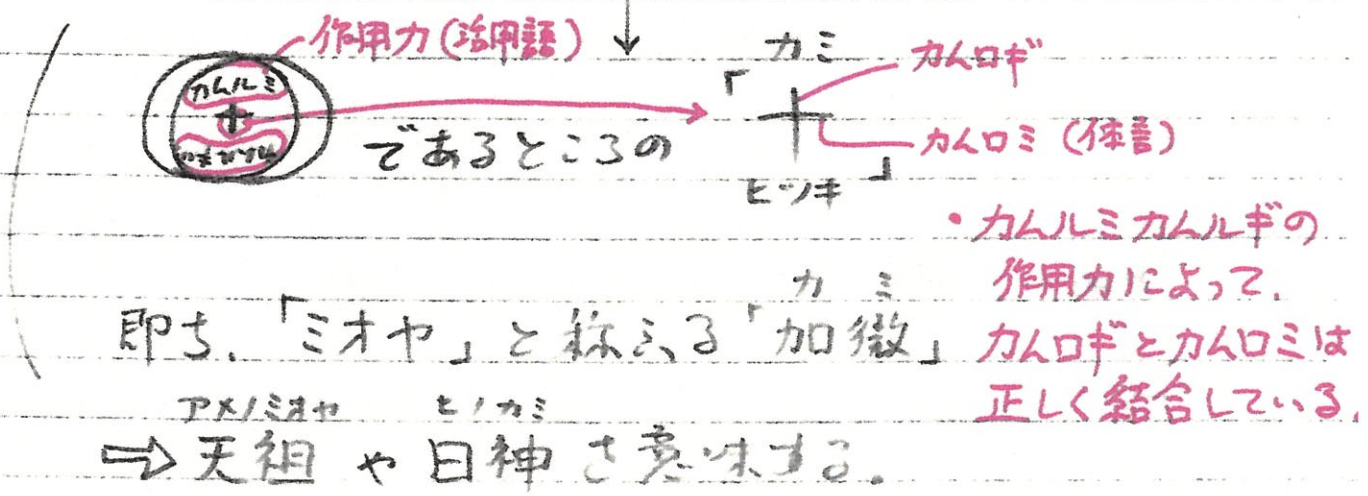 作用力(活用語)
カムルミ
カムルギ
であるところの
カミ
「十」
ヒツキ
カムロギ
カムロミ(体言)
・カムルミカムルギの
作用力によって、
カムロギとカムロミは
正しく結合している。
カミ
即ち、「ミオヤ」と称える「加微」
アメノミオヤ ヒノカミ
⇨天祖や日神を意味する。